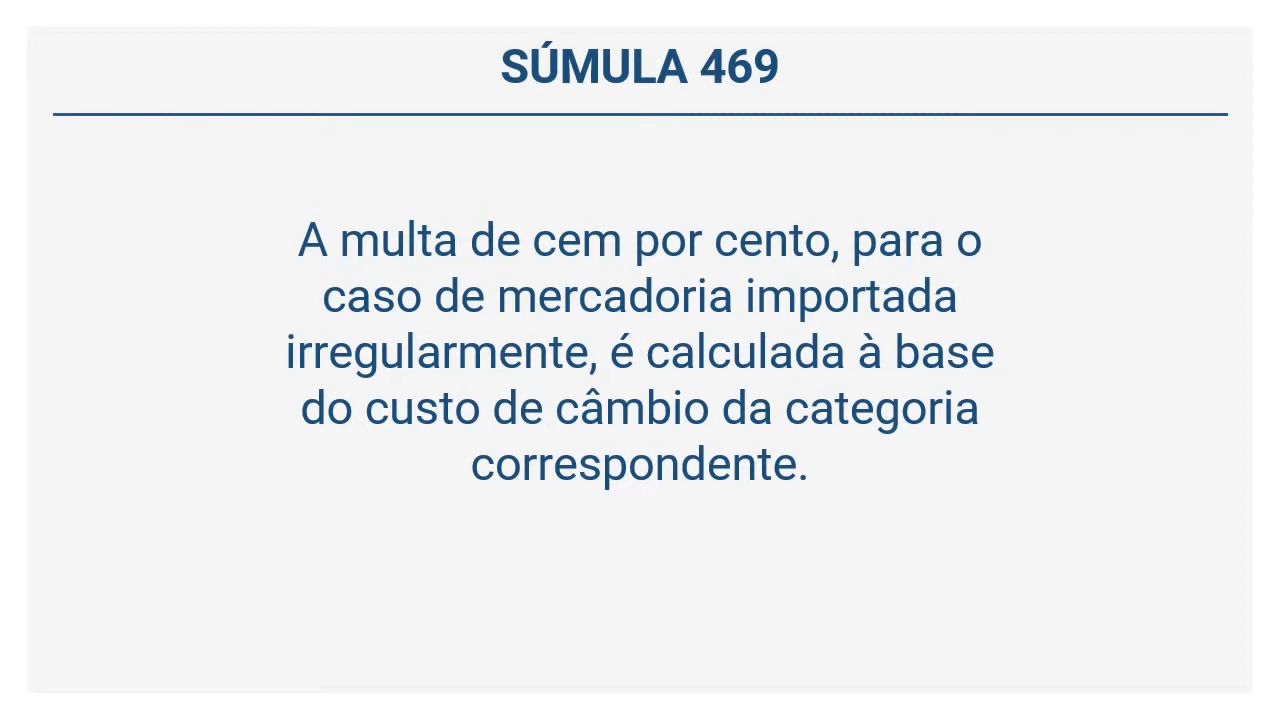 SÚMULA 469
A multa de cem por cento, para o
caso de mercadoria importada
irregularmente, é calculada à base
do custo de câmbio da categoria
correspondente.